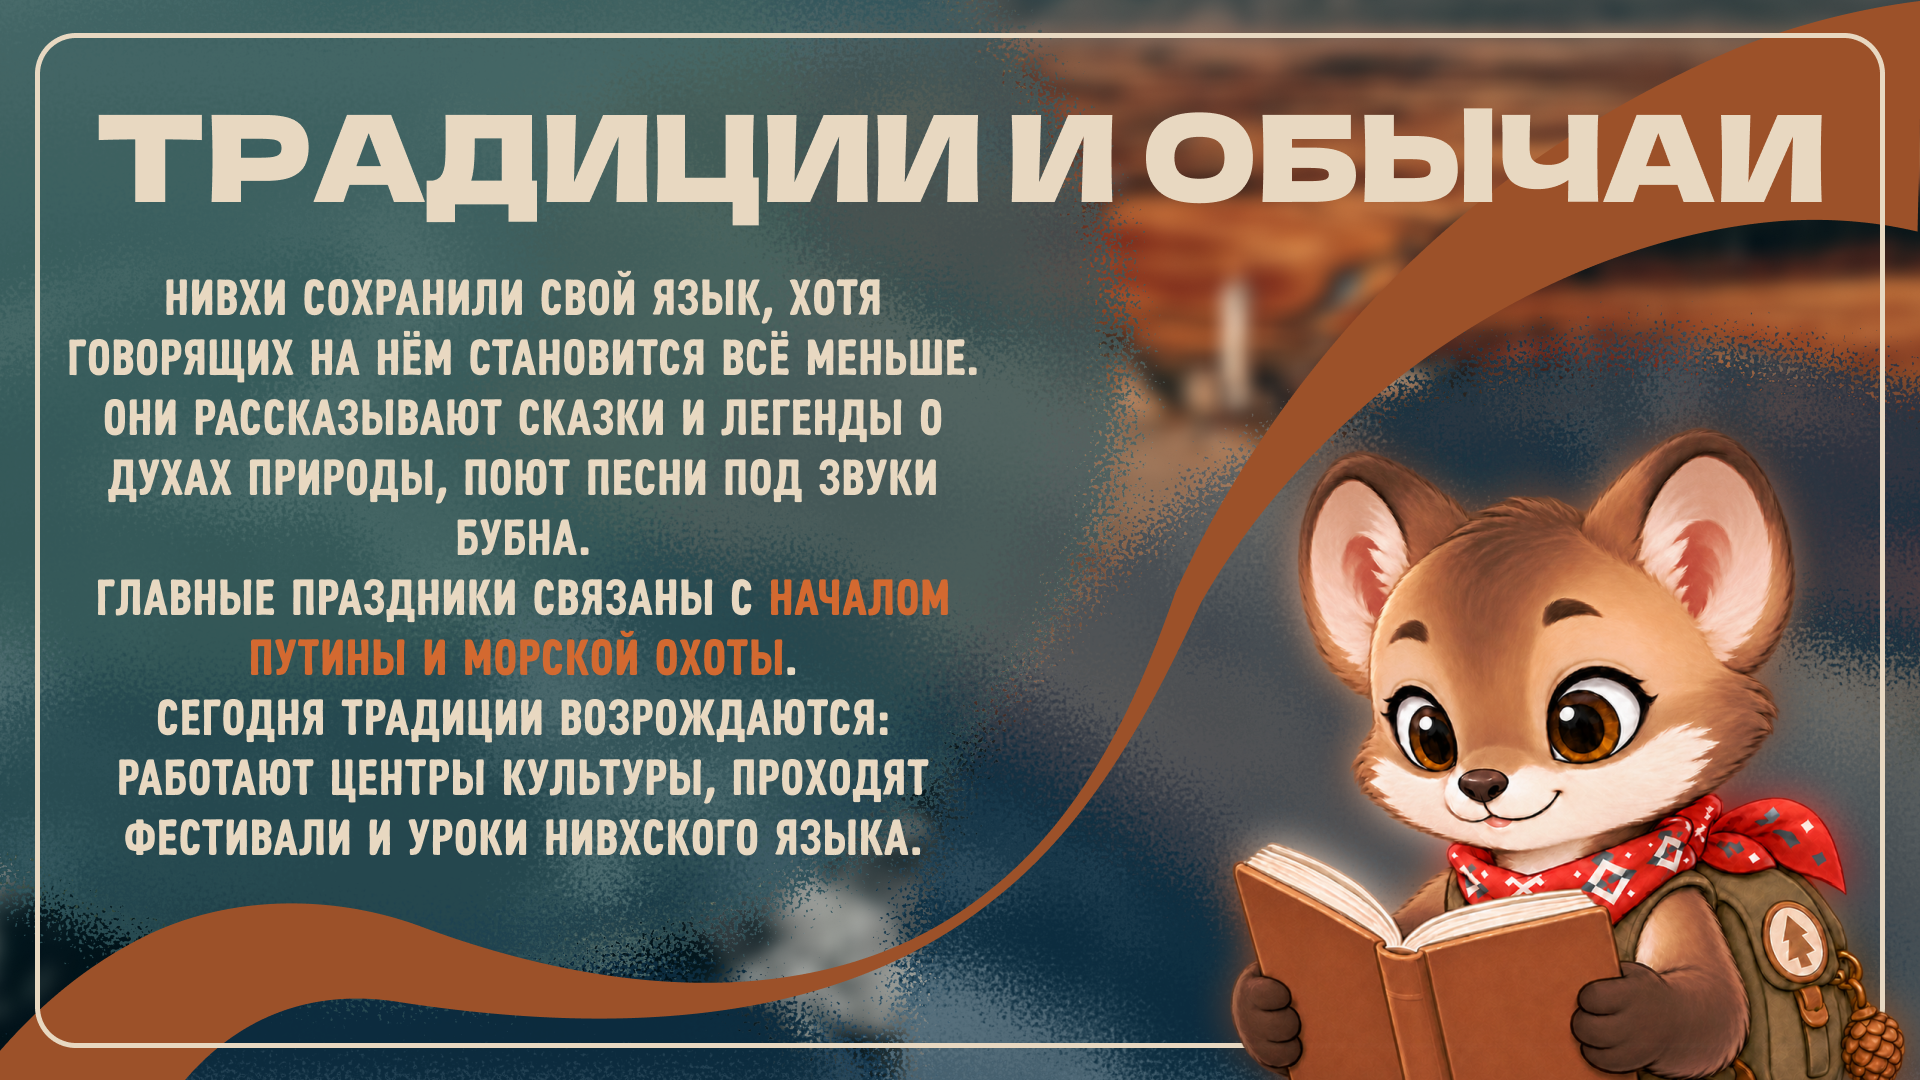 ТРАДИЦИИ И ОБЫЧАИ
НИВХИ СОХРАНИЛИ СВОЙ ЯЗЫК, ХОТЯ
ГОВОРЯЩИХ НА НЁМ СТАНОВИТСЯ ВСЁ МЕНЬШЕ.
ОНИ РАССКАЗЫВАЮТ СКАЗКИ И ЛЕГЕНДЫ О
ДУХАХ ПРИРОДЫ, ПОЮТ ПЕСНИ ПОД ЗВУКИ
БУБНА.
ГЛАВНЫЕ ПРАЗДНИКИ СВЯЗАНЫ С НАЧАЛОМ
ПУТИНЫ И МОРСКОЙ ОХОТЫ.
СЕГОДНЯ ТРАДИЦИИ ВОЗРОЖДАЮТСЯ:
РАБОТАЮТ ЦЕНТРЫ КУЛЬТУРЫ, ПРОХОДЯТ
ФЕСТИВАЛИ И УРОКИ НИВХСКОГО ЯЗЫКА.